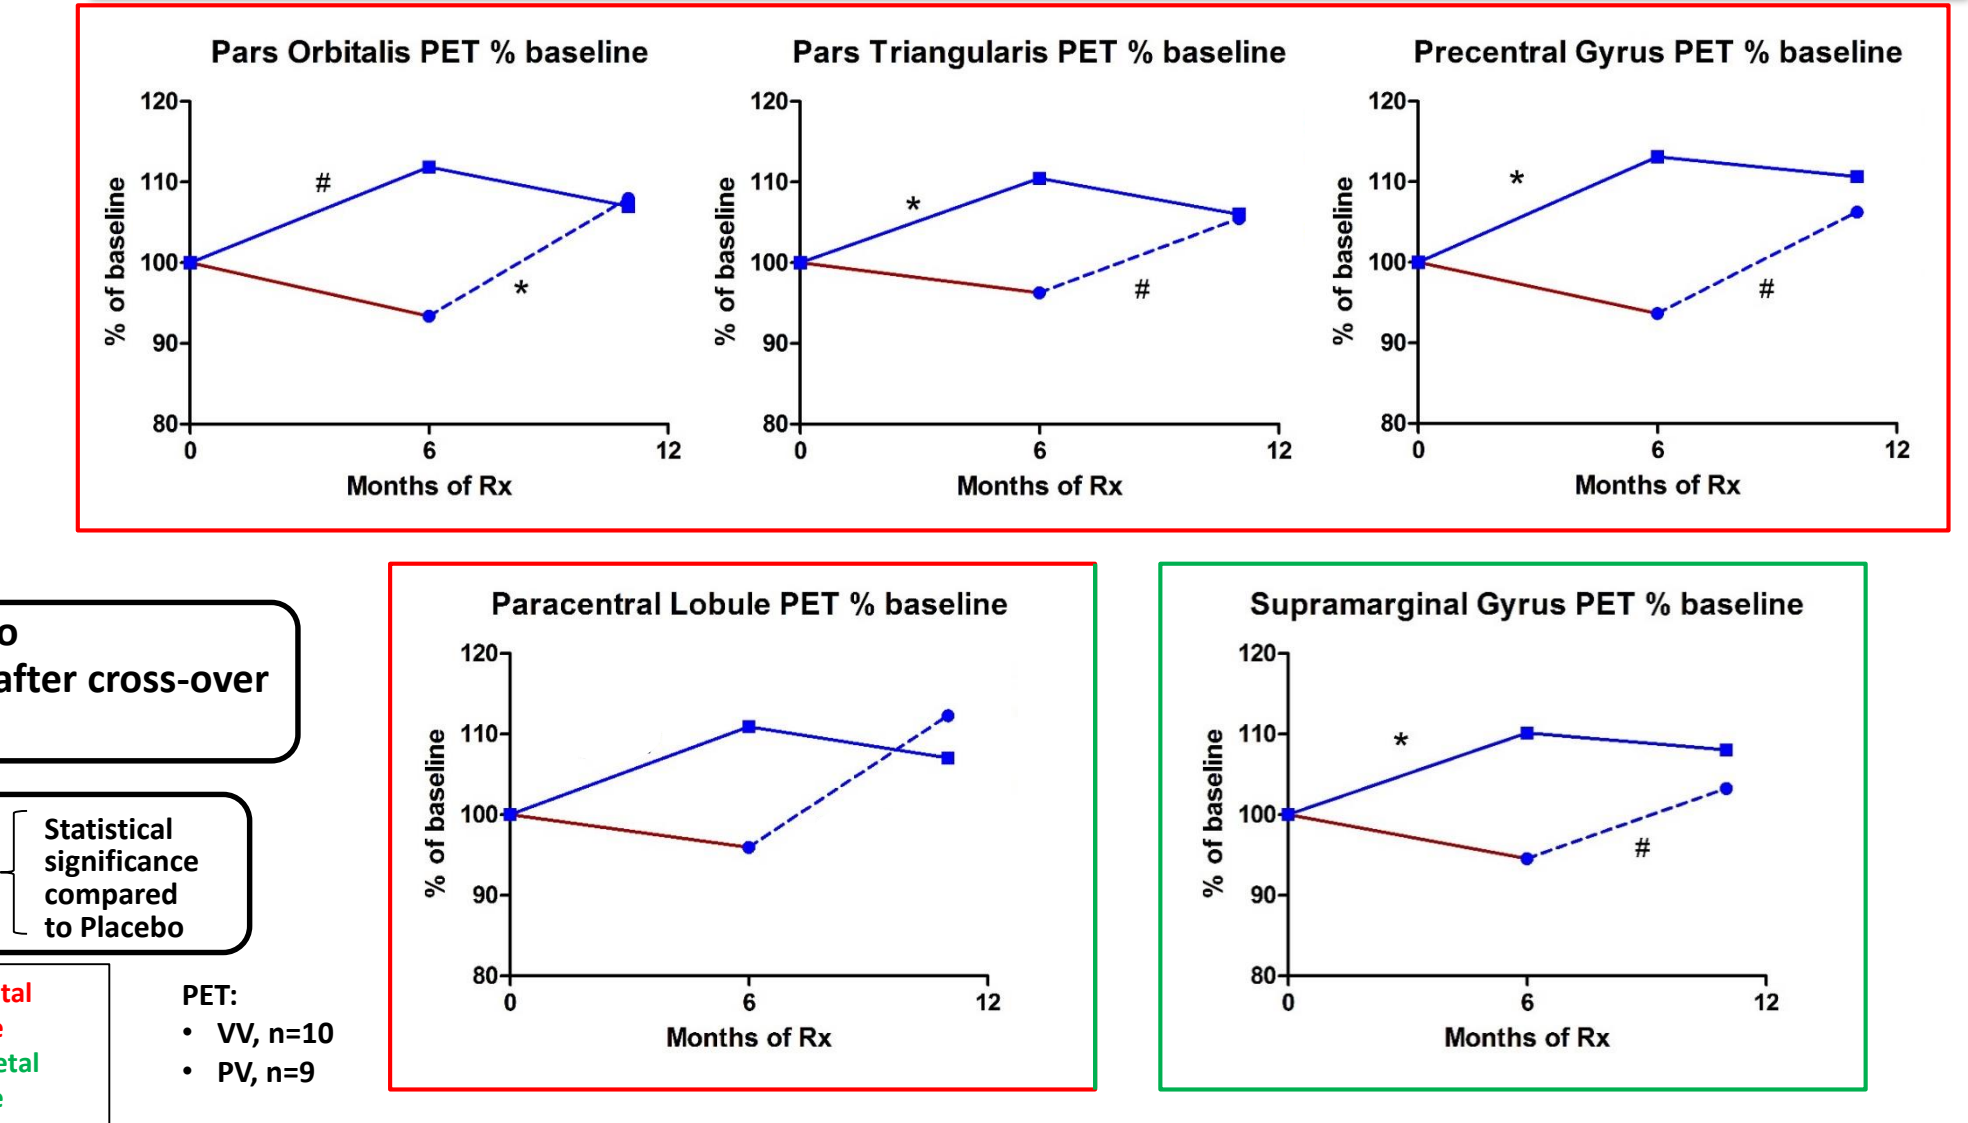 Pars Orbitalis PET % baseline
120
110
100
90
80
% of baseline
#
*
0 6 12
Months of Rx
Pars Triangularis PET % baseline
120
110
100
90
80
% of baseline
*
#
0 6 12
Months of Rx
Precentral Gyrus PET % baseline
120
110
100
90
80
% of baseline
*
#
0 6 12
Months of Rx
after cross-over
Statistical
significance
compared
to Placebo
PET:
• VV, n=10
• PV, n=9
Paracentral Lobule PET % baseline
120
110
100
90
80
% of baseline
0 6 12
Months of Rx
Supramarginal Gyrus PET % baseline
120
110
100
90
80
% of baseline
*
#
0 6 12
Months of Rx